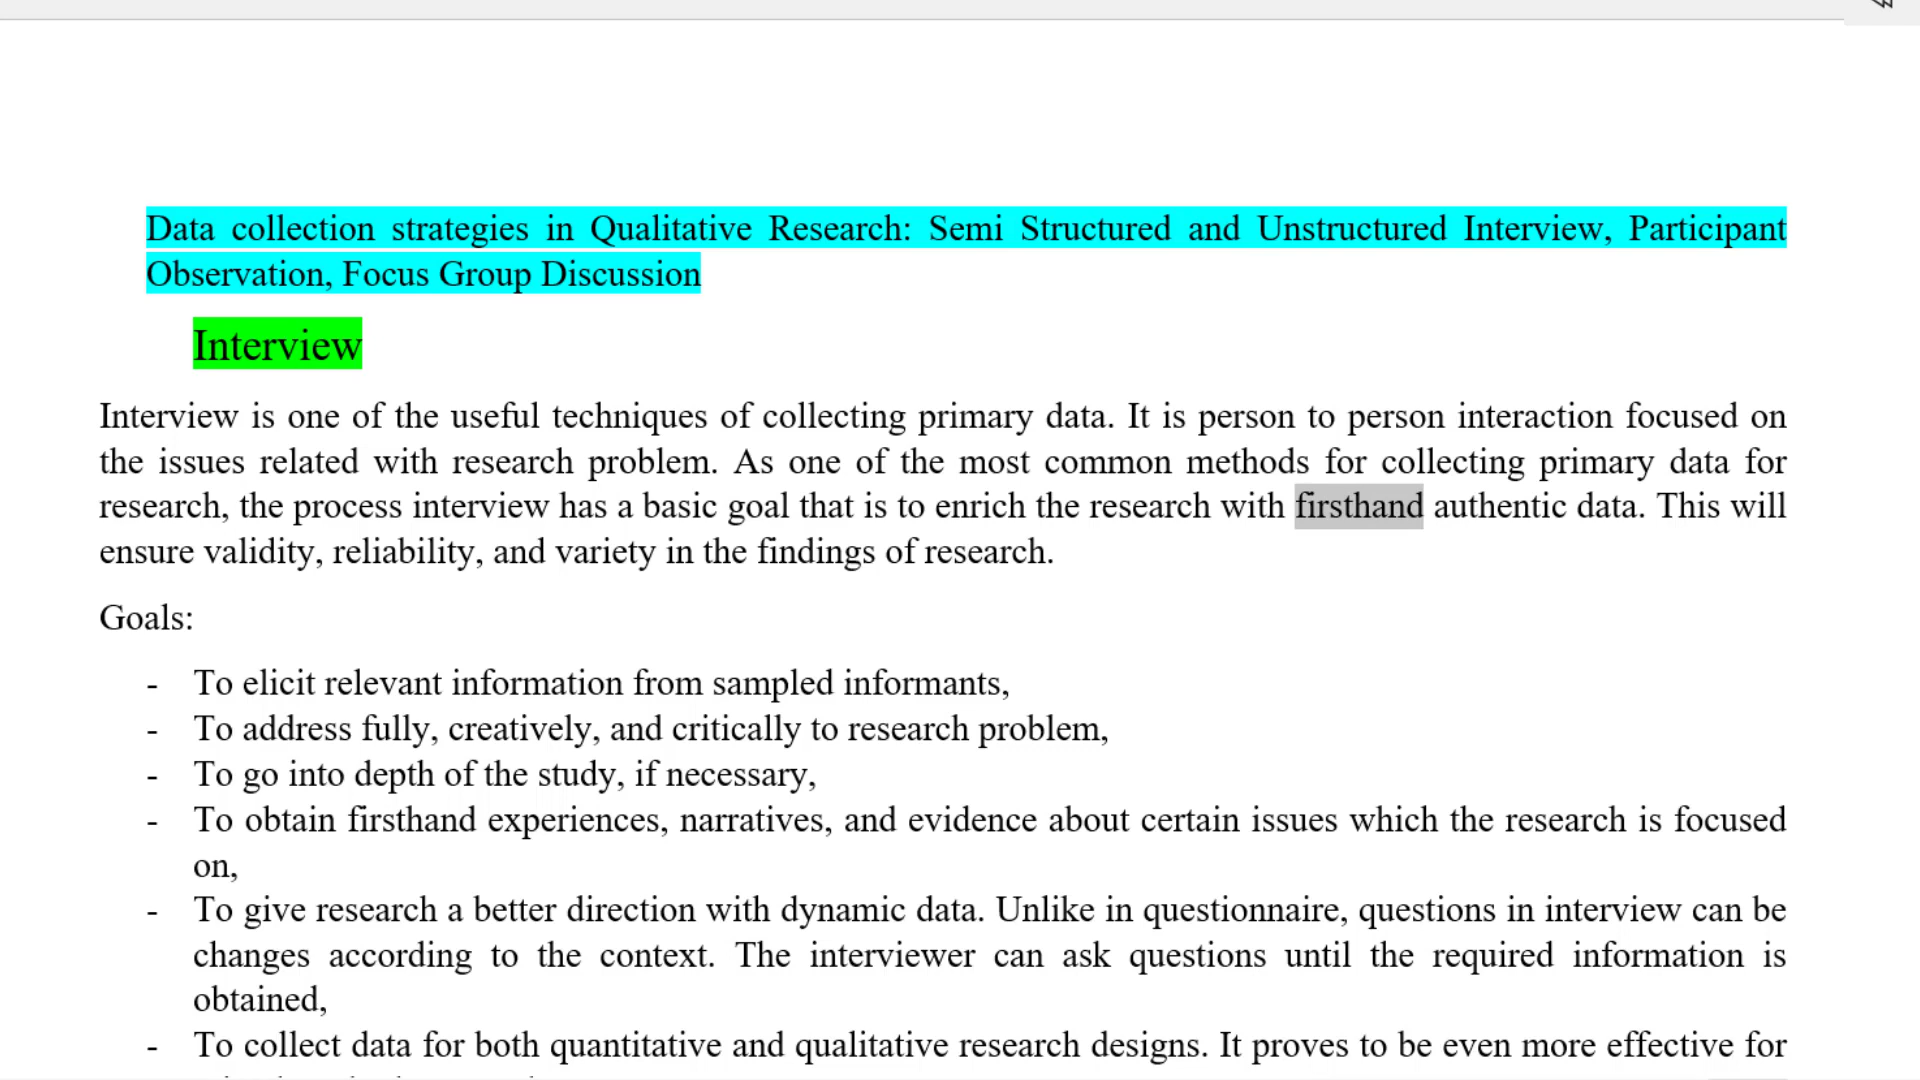 Data collection strategies in Qualitative Research: Semi Structured and Unstructured Interview, Participant
Observation, Focus Group Discussion
Interview
Interview is one of the useful techniques of collecting primary data. It is person to person interaction focused on
the issues related with research problem. As one of the most common methods for collecting primary data for
research, the process interview has a basic goal that is to enrich the research with firsthand authentic data. This will
ensure validity, reliability, and variety in the findings of research.
Goals:
- To elicit relevant information from sampled informants,
- To address fully, creatively, and critically to research problem,
- To go into depth of the study, if necessary,
- To obtain firsthand experiences, narratives, and evidence about certain issues which the research is focused
on,
- To give research a better direction with dynamic data. Unlike in questionnaire, questions in interview can be
changes according to the context. The interviewer can ask questions until the required information is
obtained,
- To collect data for both quantitative and qualitative research designs. It proves to be even more effective for